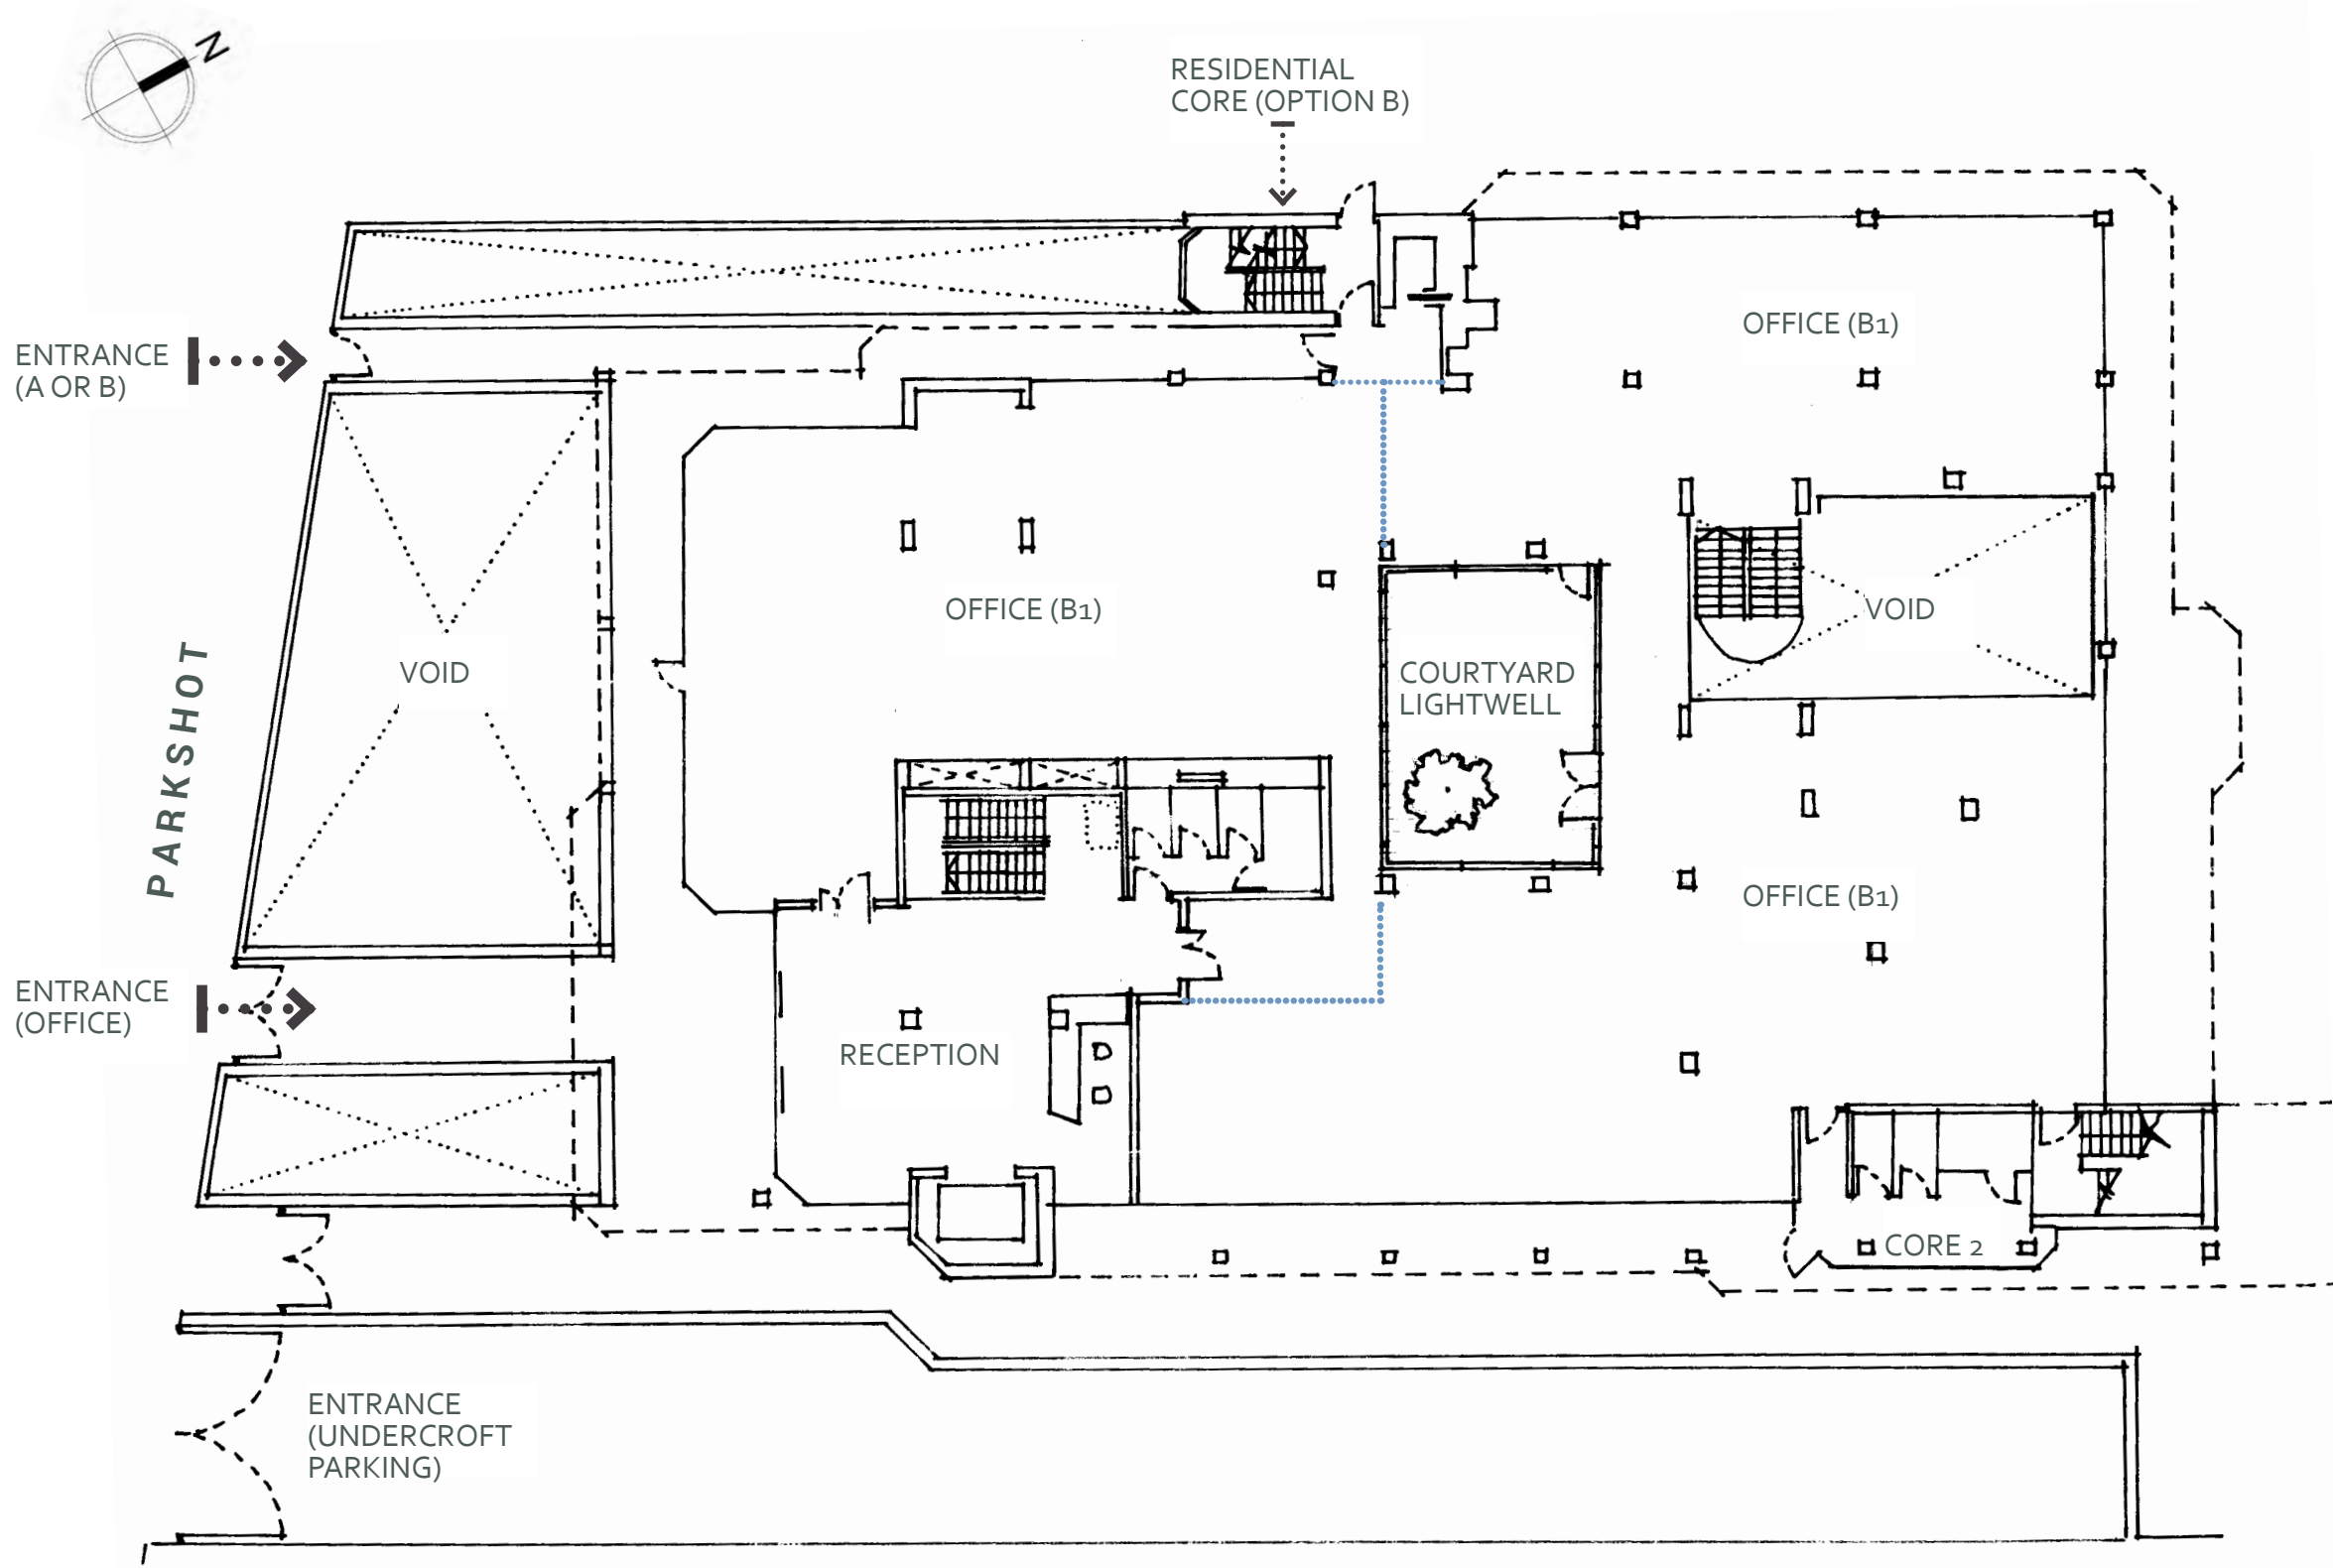 N
RESIDENTIAL
CORE (OPTION B)
ENTRANCE
(A OR B)
OFFICE (B1)
OFFICE (B1)
VOID
VOID
COURTYARD
LIGHTWELL
PARKSHOT
OFFICE (B1)
ENTRANCE
(OFFICE)
RECEPTION
CORE 2
ENTRANCE
(UNDERCROFT
PARKING)